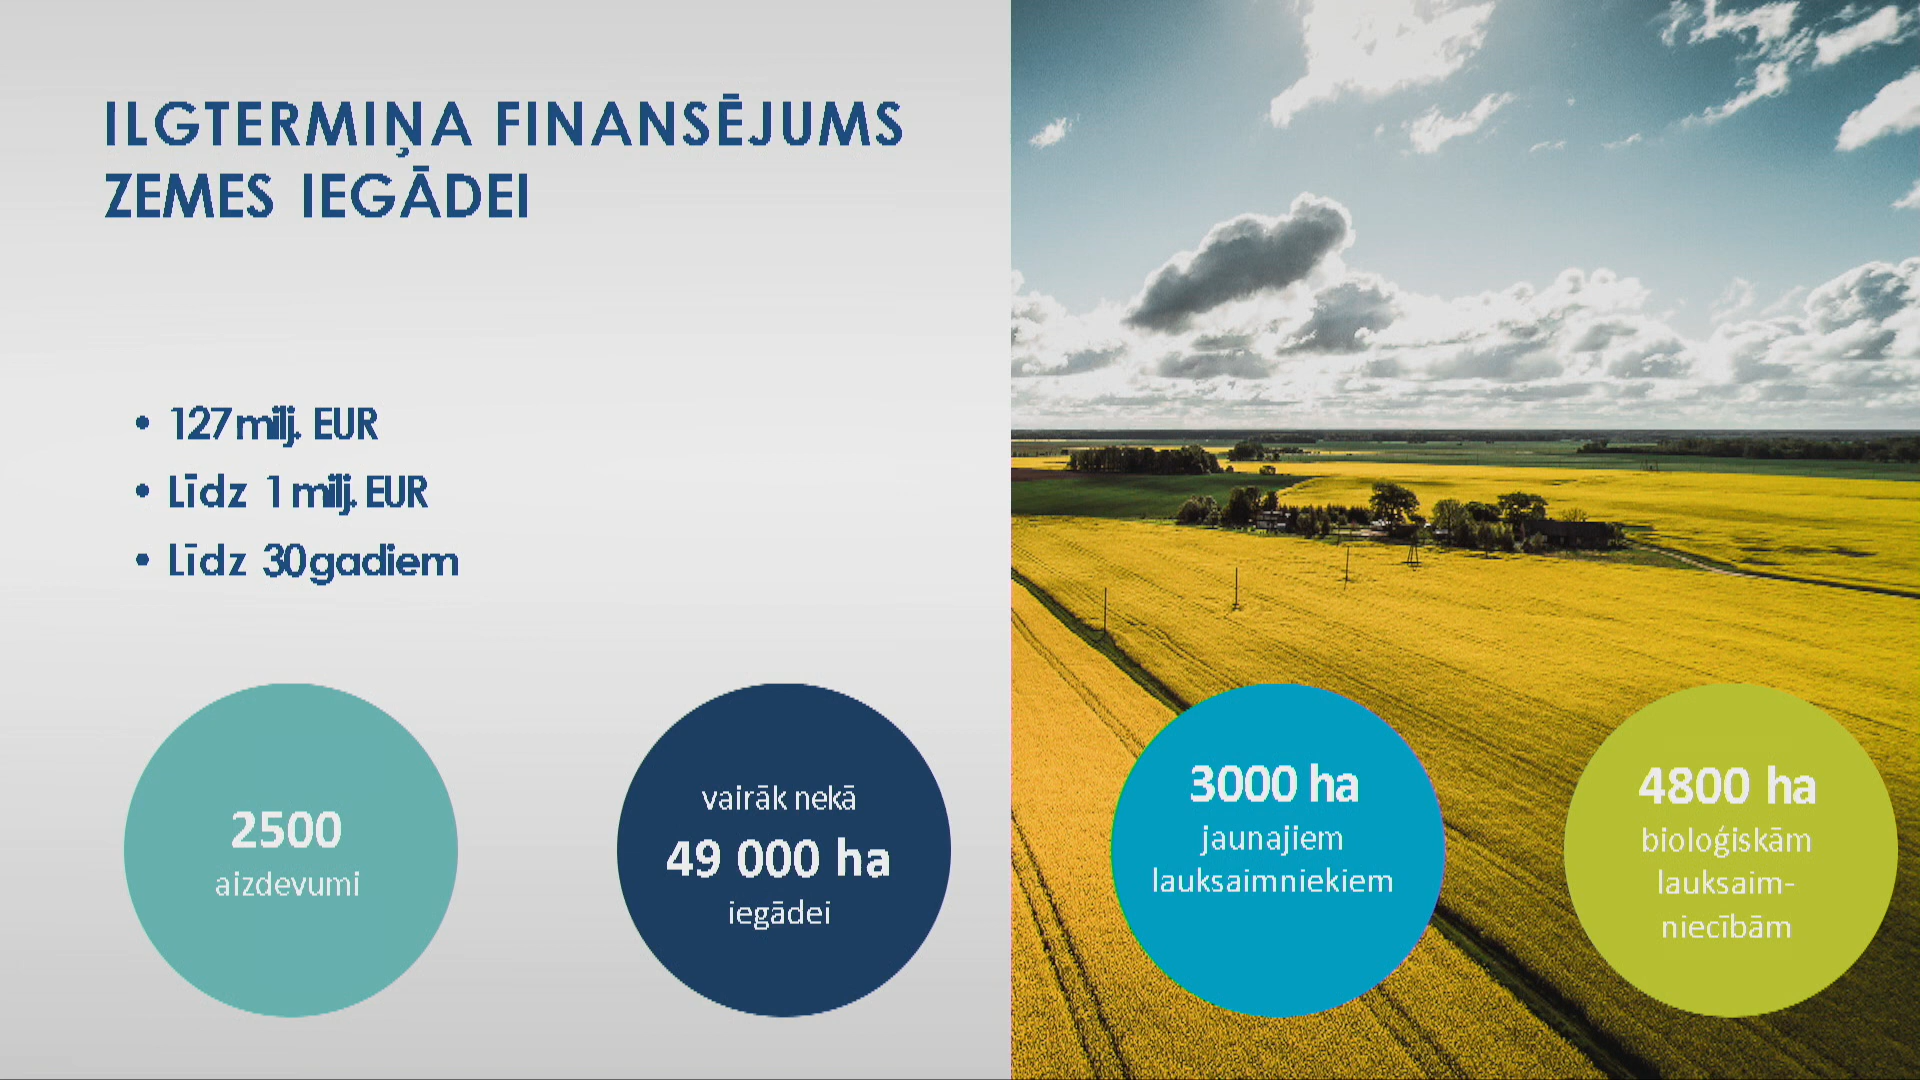 ILGTERMIŅA FINANSĒJUMS
ZEMES IEGĀDEI
• 127 milj. EUR
• Līdz 1 milj. EUR
• Līdz 30 gadiem
2500
aizdevumi
vairāk nekā
49 000 ha
iegādei
3000 ha
jaunajiem
lauksaimniekiem
4800 ha
bioloģiskām
lauksaim-
niecībām